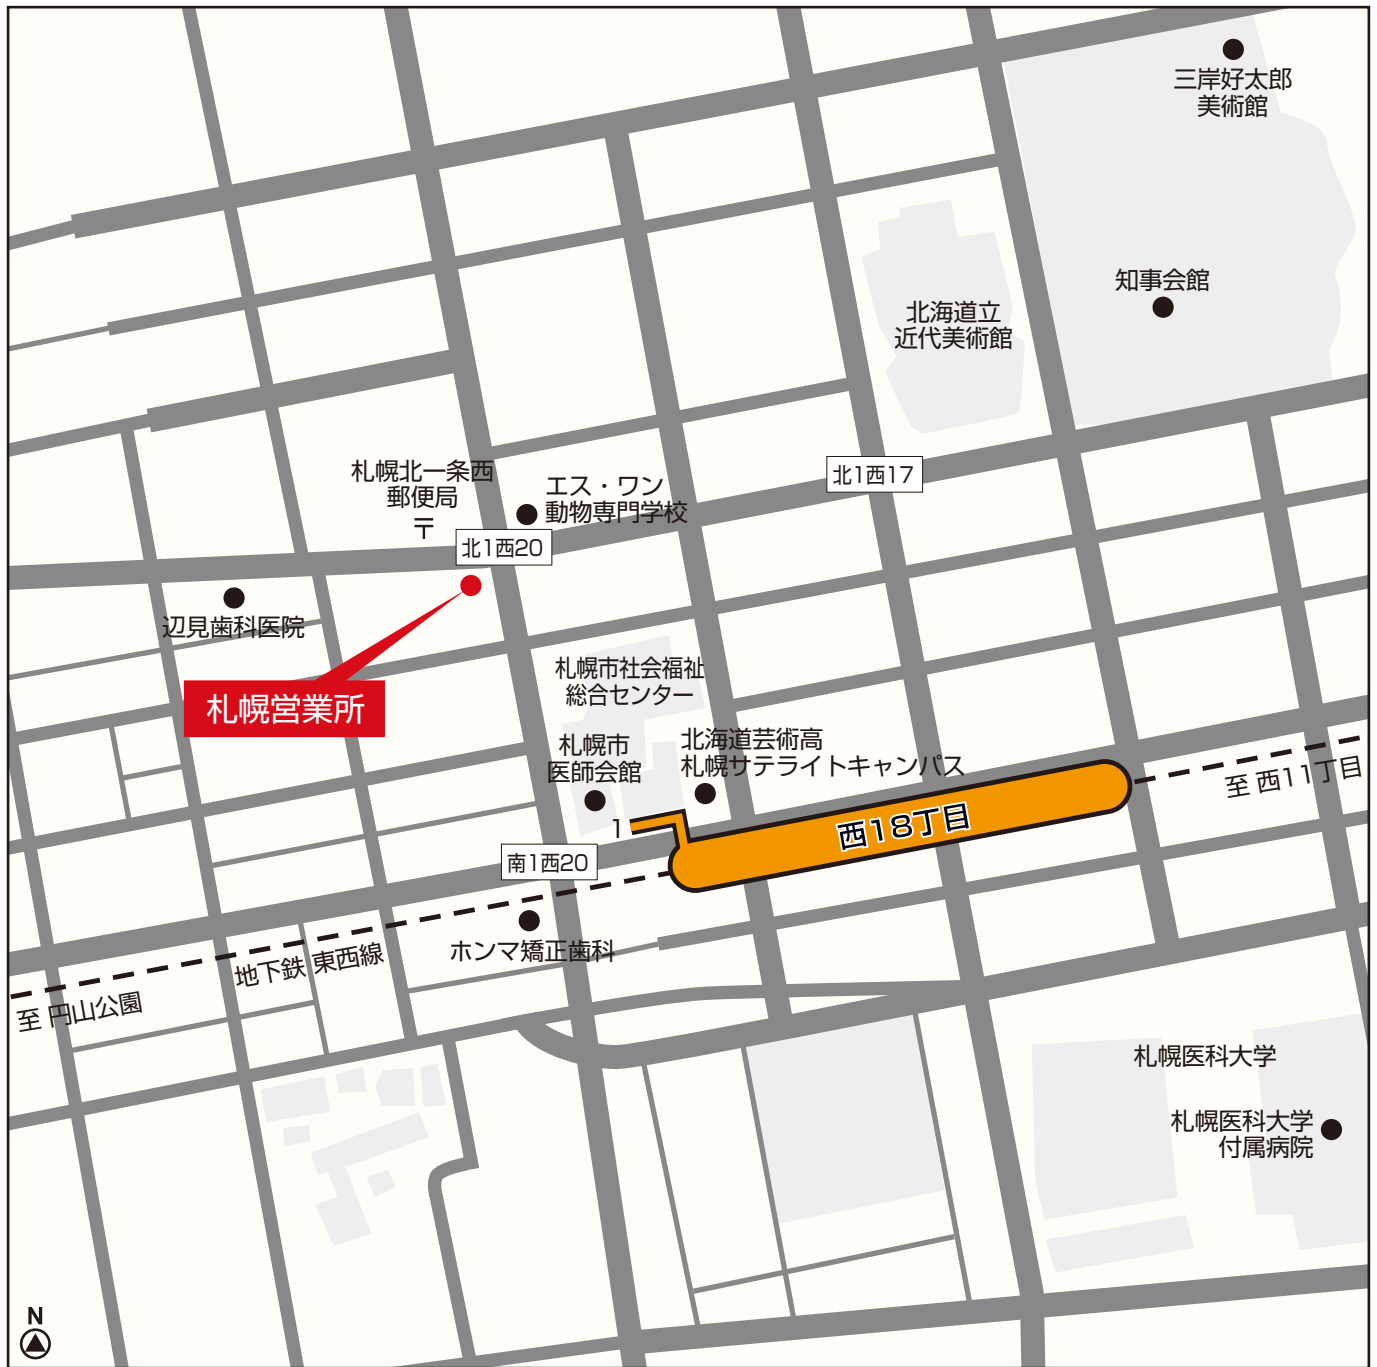 三岸好太郎
美術館
知事会館
北海道立
近代美術館
北1西17
札幌北一条西
郵便局
〒
エス・ワン
動物専門学校
北1西20
辺見歯科医院
札幌営業所
札幌市社会福祉
総合センター
札幌市
医師会館
北海道芸術高
札幌サテライトキャンパス
1
西18丁目
至 西11丁目
南1西20
ホンマ矯正歯科
地下鉄 東西線
至 円山公園
札幌医科大学
札幌医科大学
付属病院
N